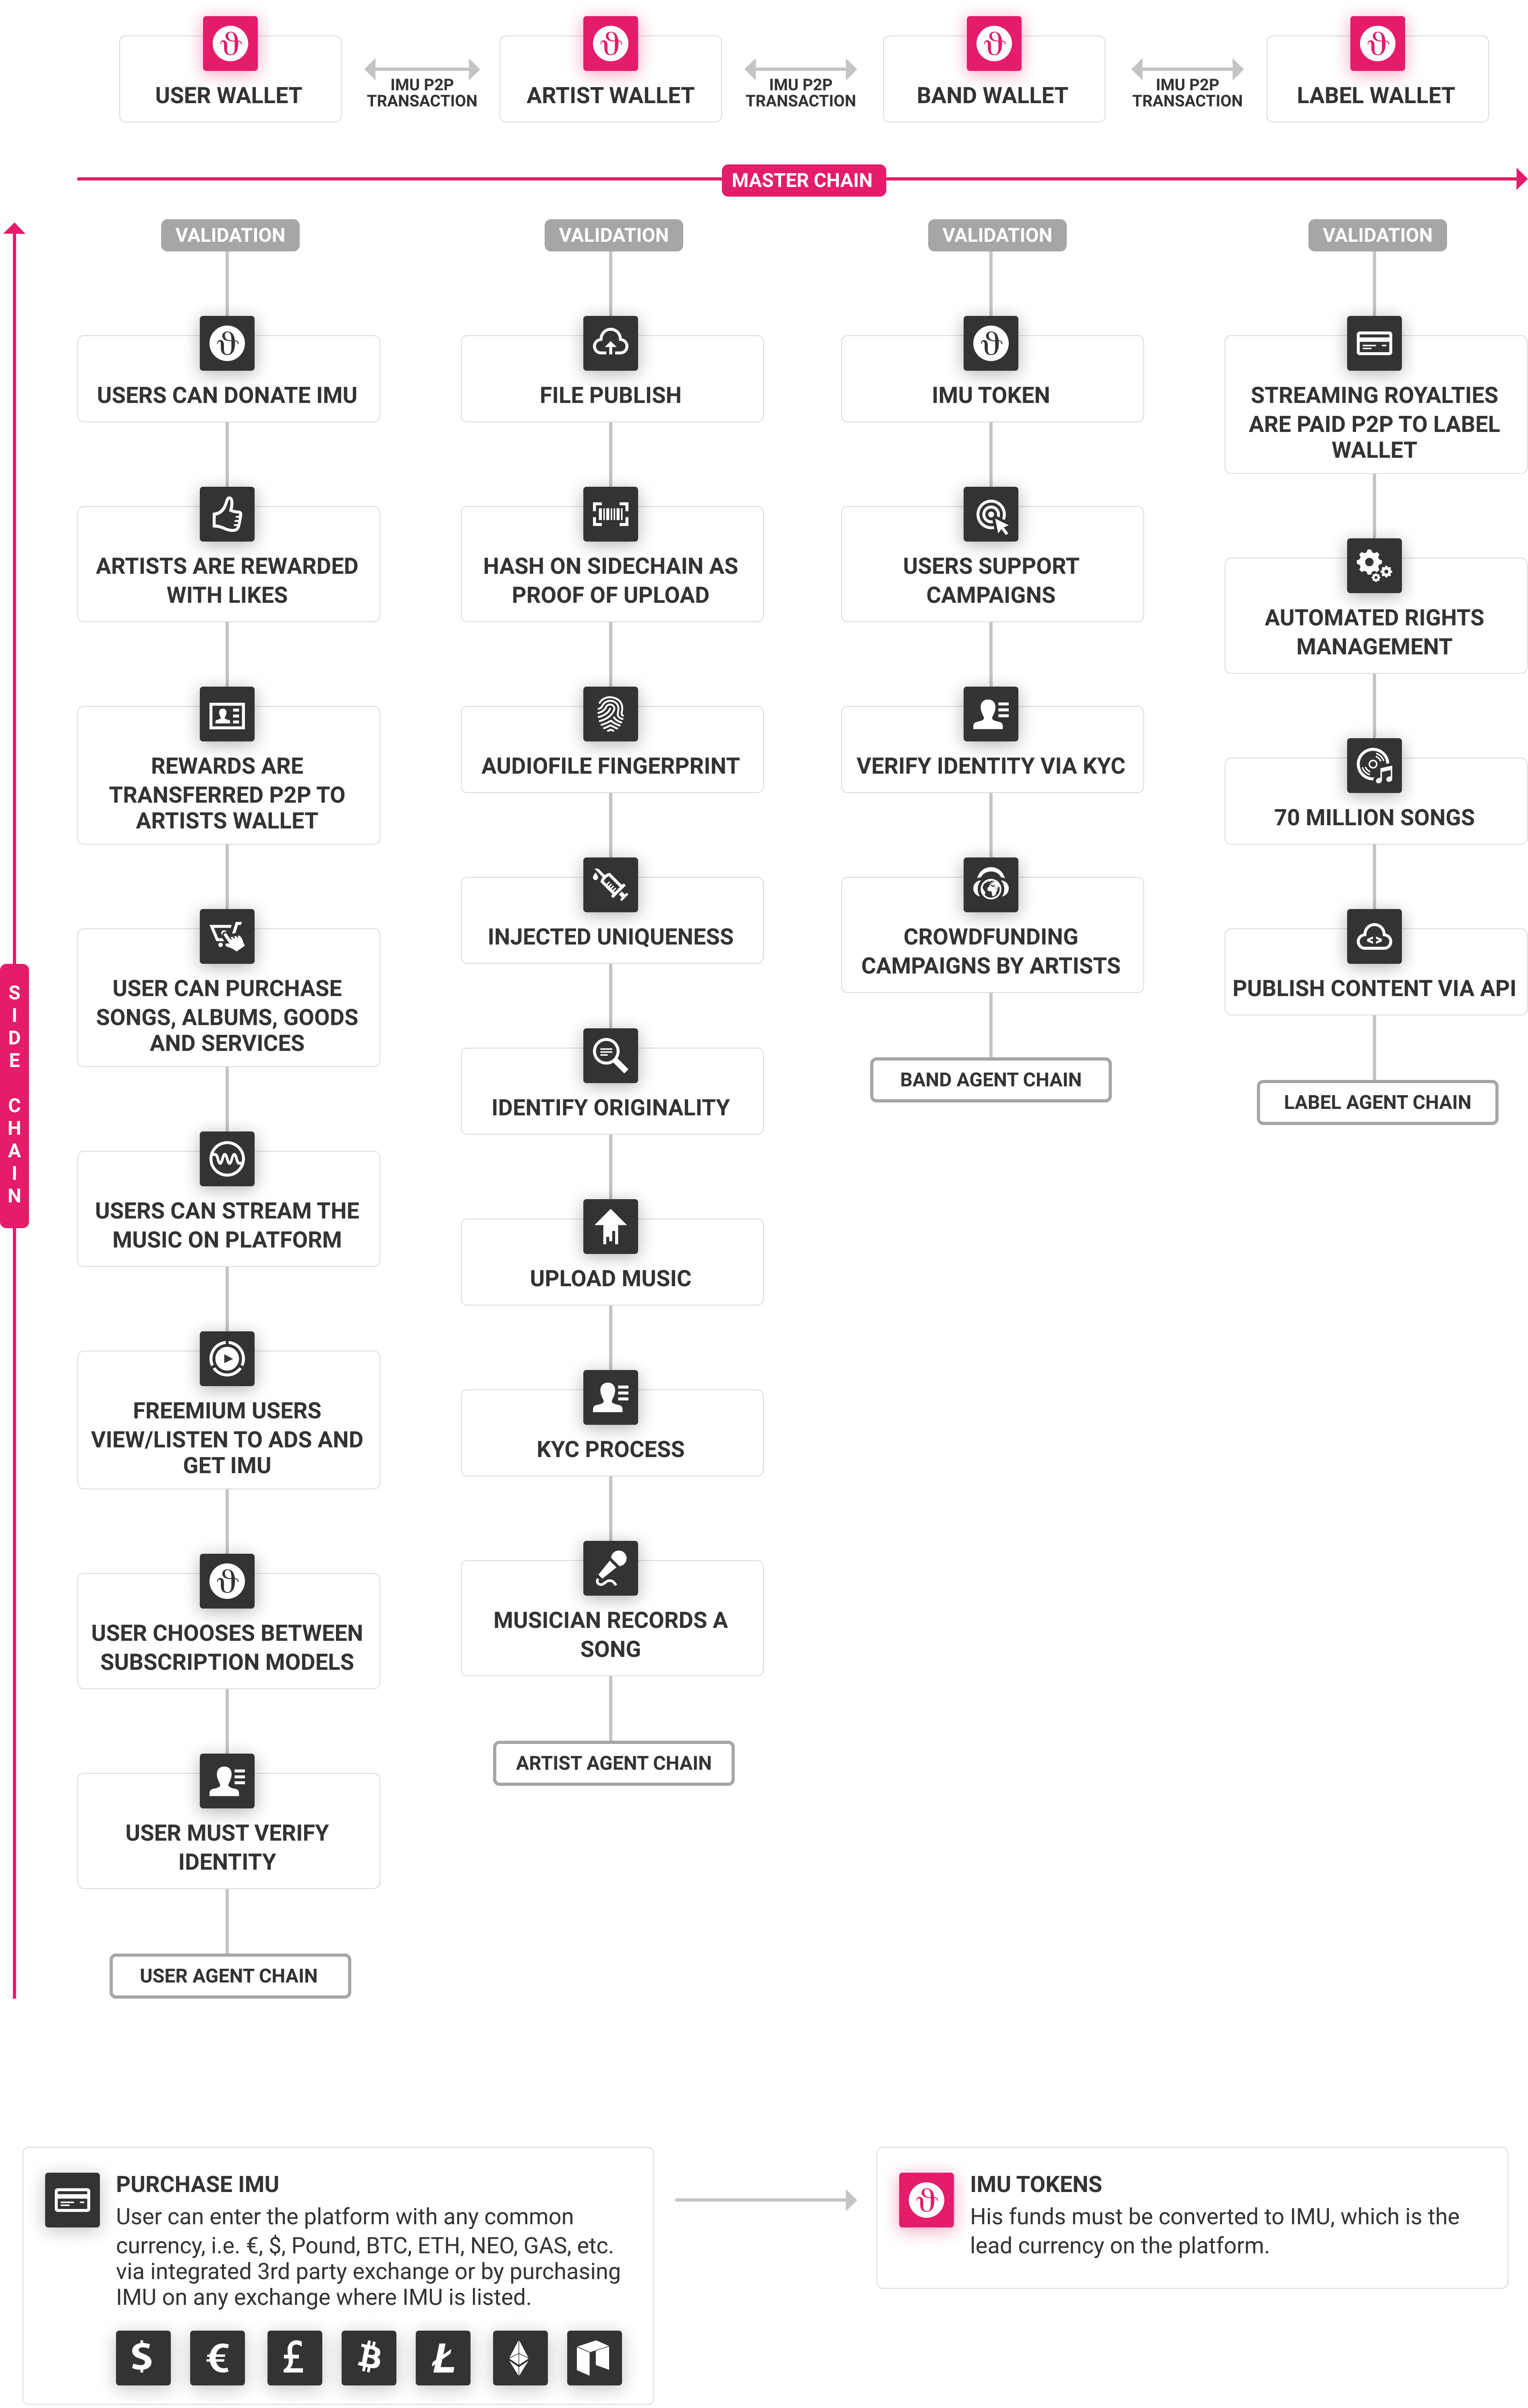 USER WALLET
IMU P2P
TRANSACTION
ARTIST WALLET
IMU P2P
TRANSACTION
BAND WALLET
IMU P2P
TRANSACTION
LABEL WALLET
MASTER CHAIN
SIDE CHAIN
VALIDATION
USERS CAN DONATE IMU
ARTISTS ARE REWARDED
WITH LIKES
REWARDS ARE
TRANSFERRED P2P TO
ARTISTS WALLET
USER CAN PURCHASE
SONGS, ALBUMS, GOODS
AND SERVICES
USERS CAN STREAM THE
MUSIC ON PLATFORM
FREEMIUM USERS
VIEW/LISTEN TO ADS AND
GET IMU
USER CHOOSES BETWEEN
SUBSCRIPTION MODELS
USER MUST VERIFY
IDENTITY
USER AGENT CHAIN
VALIDATION
FILE PUBLISH
HASH ON SIDECHAIN AS
PROOF OF UPLOAD
AUDIOFILE FINGERPRINT
INJECTED UNIQUENESS
IDENTIFY ORIGINALITY
UPLOAD MUSIC
KYC PROCESS
MUSICIAN RECORDS A
SONG
ARTIST AGENT CHAIN
VALIDATION
IMU TOKEN
USERS SUPPORT
CAMPAIGNS
VERIFY IDENTITY VIA KYC
CROWDFUNDING
CAMPAIGNS BY ARTISTS
BAND AGENT CHAIN
VALIDATION
STREAMING ROYALTIES
ARE PAID P2P TO LABEL
WALLET
AUTOMATED RIGHTS
MANAGEMENT
70 MILLION SONGS
PUBLISH CONTENT VIA API
LABEL AGENT CHAIN
PURCHASE IMU
User can enter the platform with any common
currency, i.e. €, $, Pound, BTC, ETH, NEO, GAS, etc.
via integrated 3rd party exchange or by purchasing
IMU on any exchange where IMU is listed.
$ € £ ₿ Ł
IMU TOKENS
His funds must be converted to IMU, which is the
lead currency on the platform.